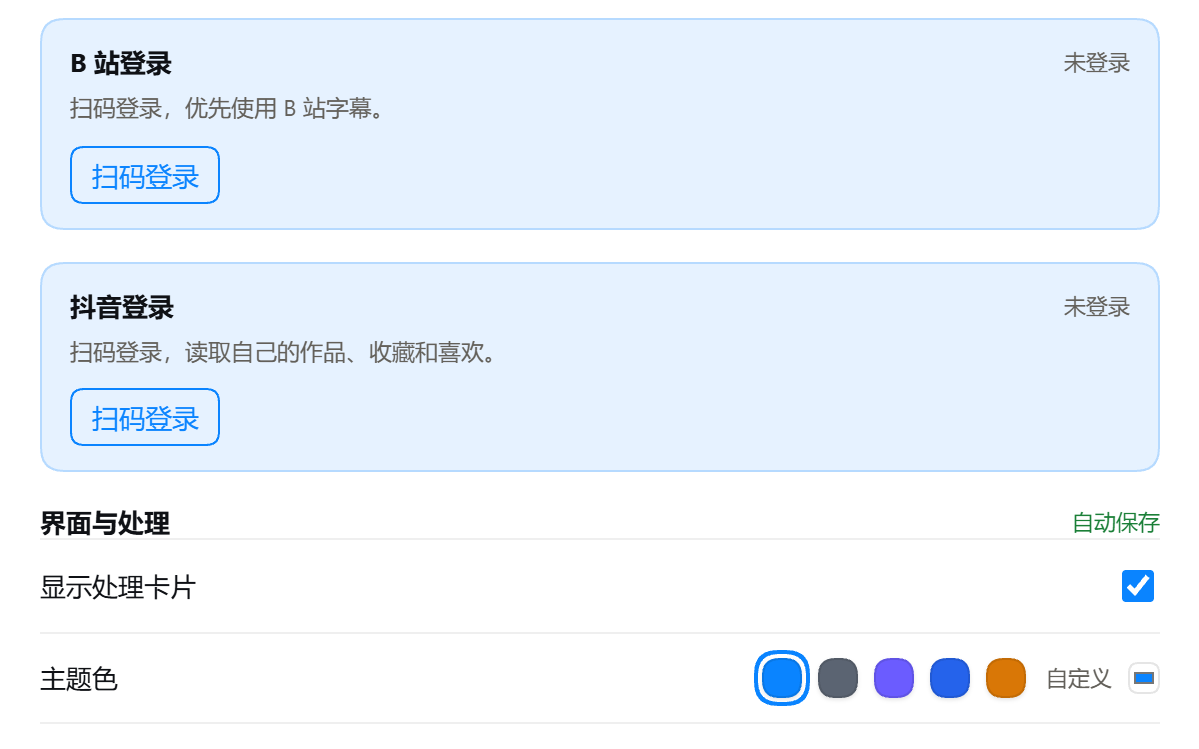 B 站登录
未登录
扫码登录，优先使用 B 站字幕。
扫码登录
抖音登录
未登录
扫码登录，读取自己的作品、收藏和喜欢。
扫码登录
界面与处理
自动保存
显示处理卡片
主题色
自定义